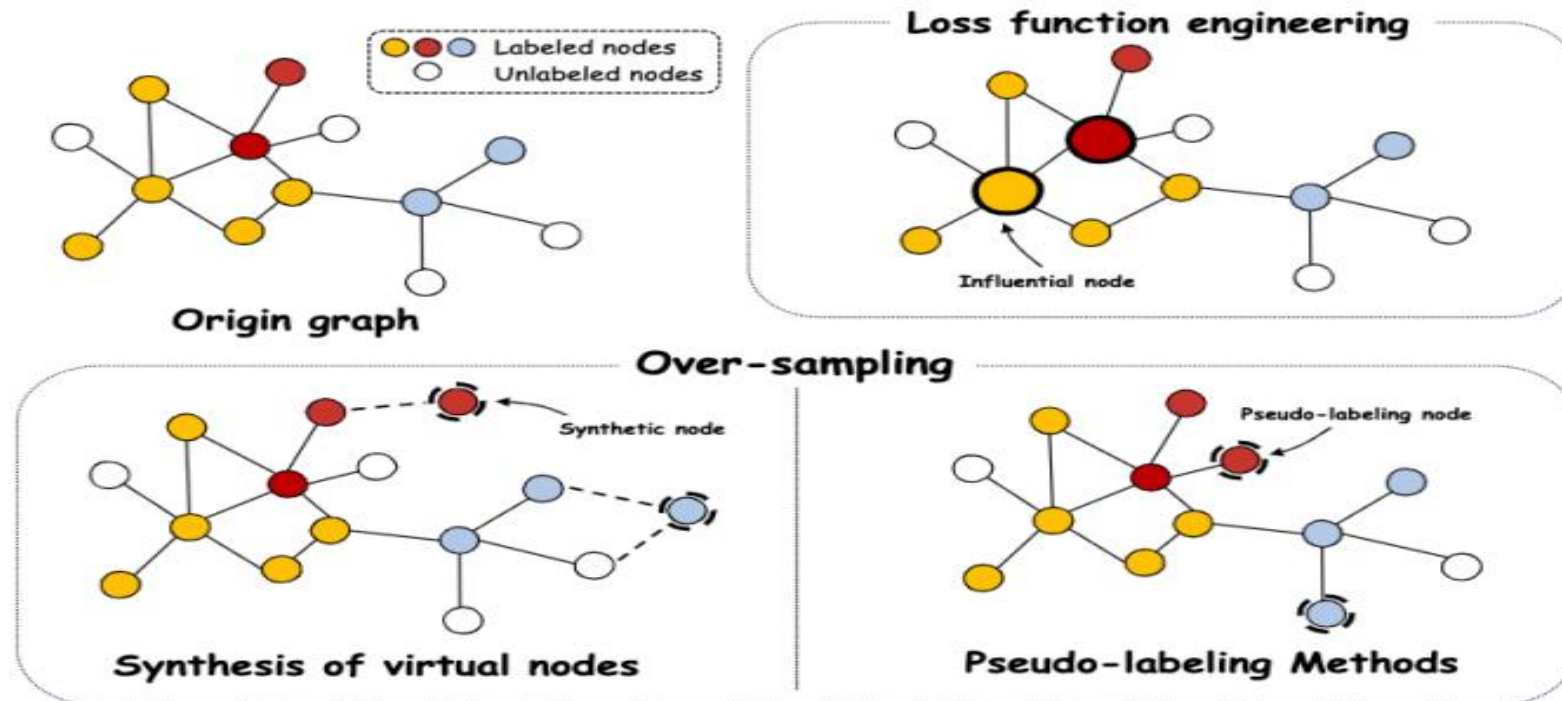 Labeled nodes
Unlabeled nodes
Origin graph
Loss function engineering
Influential node
Over-sampling
Synthetic node
Synthesis of virtual nodes
Pseudo-labeling node
Pseudo-labeling Methods